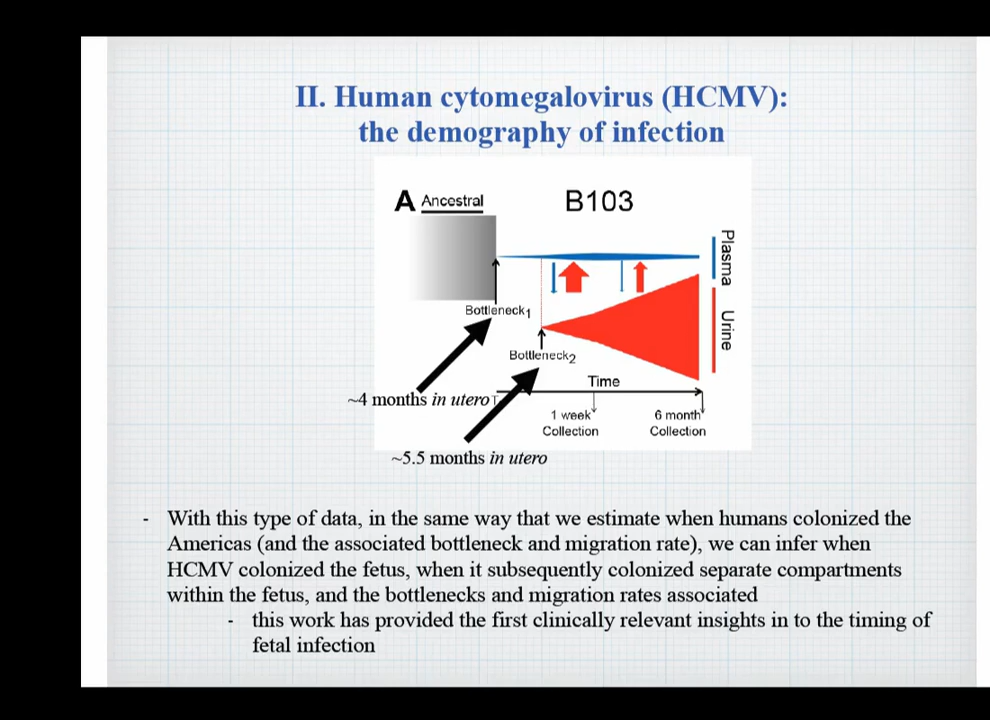 II. Human cytomegalovirus (HCMV):
the demography of infection
A Ancestral
B103
Plasma
Urine
Bottleneck1
Bottleneck2
Time
~4 months in utero
T
1 week
Collection
6 month
Collection
~5.5 months in utero
- With this type of data, in the same way that we estimate when humans colonized the
Americas (and the associated bottleneck and migration rate), we can infer when
HCMV colonized the fetus, when it subsequently colonized separate compartments
within the fetus, and the bottlenecks and migration rates associated
- this work has provided the first clinically relevant insights in to the timing of
fetal infection